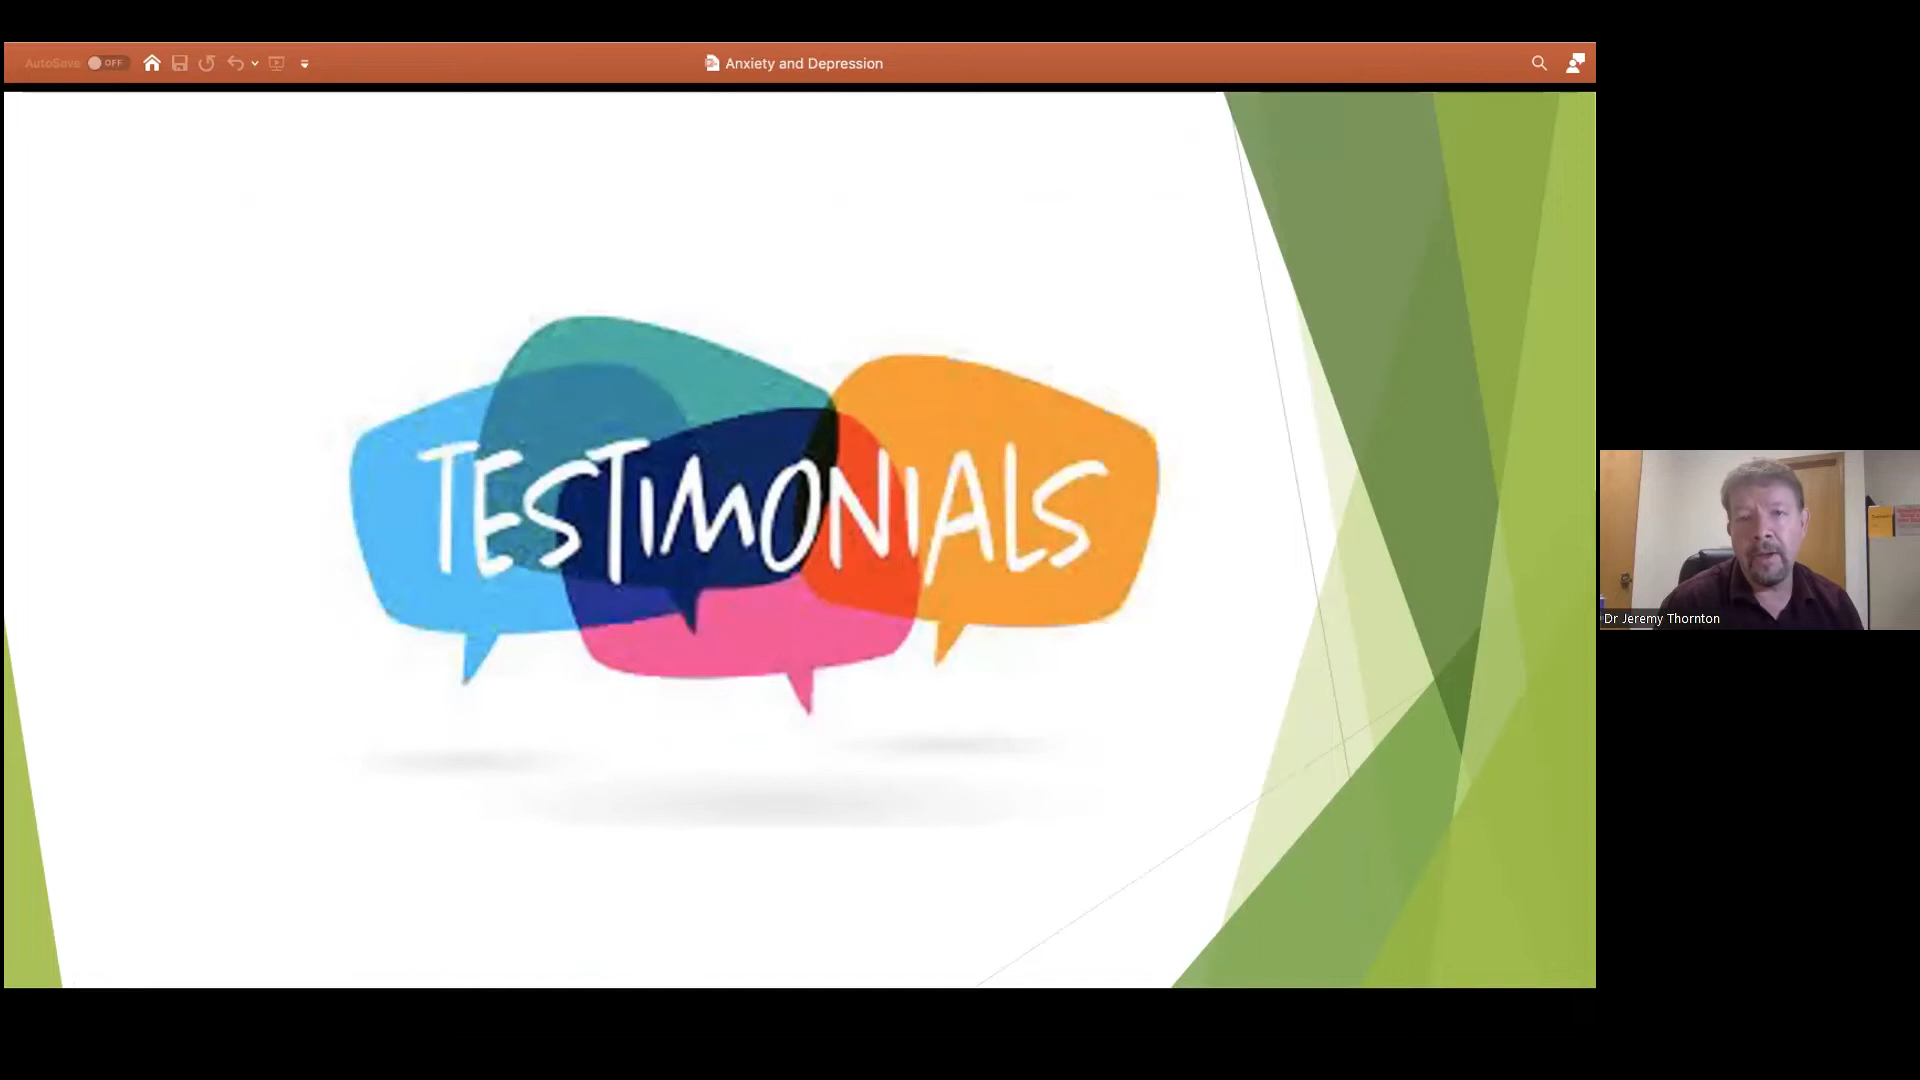 AutoSave OFF
Anxiety and Depression
TESTIMONIALS
Dr Jeremy Thornton